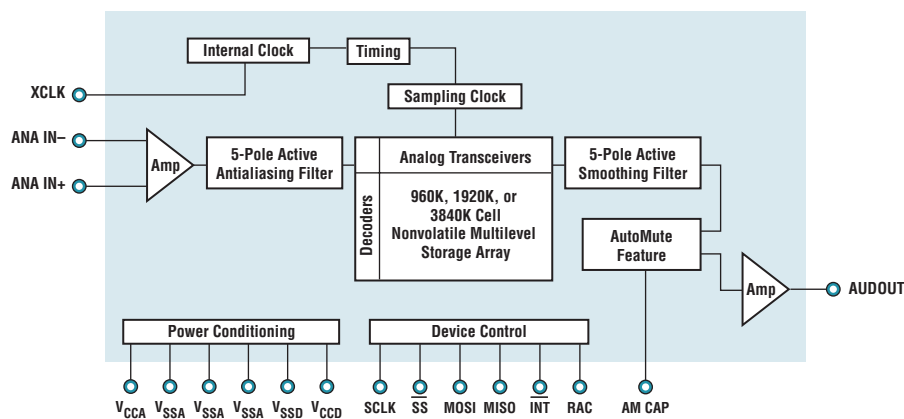 Internal Clock
Timing
XCLK
Sampling Clock
ANA IN–
ANA IN+
Amp
5-Pole Active
Antialiasing Filter
Decoders
Analog Transceivers
960K, 1920K, or
3840K Cell
Nonvolatile Multilevel
Storage Array
5-Pole Active
Smoothing Filter
AutoMute
Feature
Amp
AUDOUT
Power Conditioning
Device Control
VCCA
VSSA
VSSA
VSSA
VSSD
VCCD
SCLK
S̅S̅
MOSI
MISO
I̅N̅T̅
RAC
AM CAP